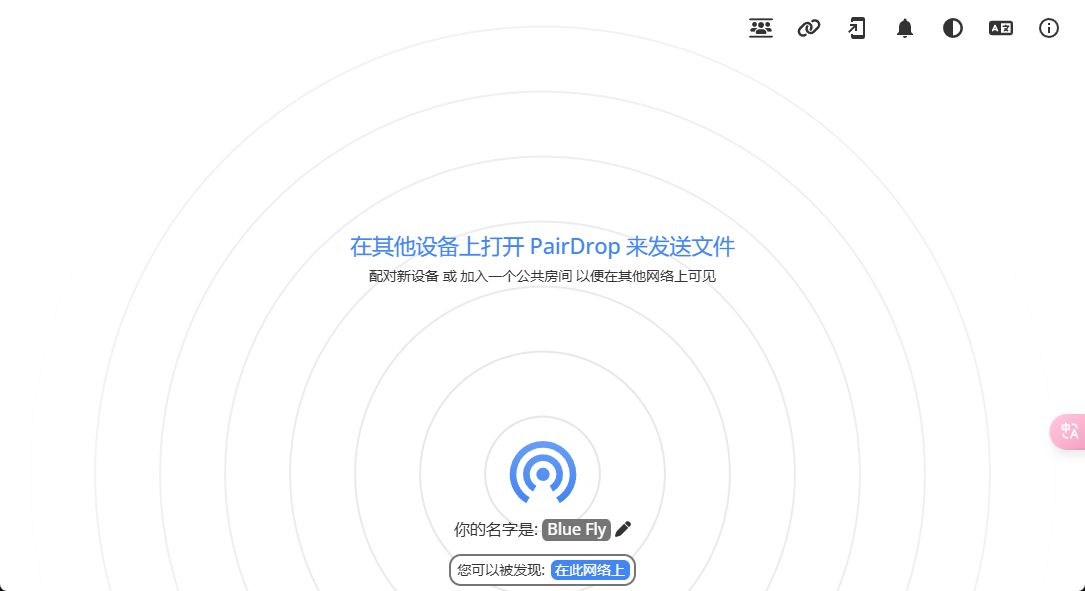 在其他设备上打开 PairDrop 来发送文件
配对新设备 或 加入一个公共房间 以便在其他网络上可见
你的名字是: Blue Fly
您可以被发现: 在此网络上